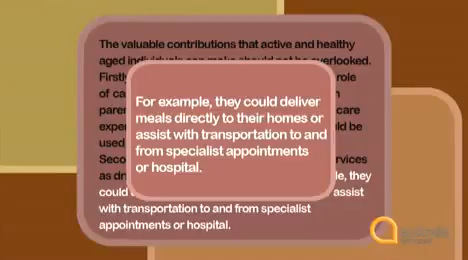 The valuable contributions that active and healthy
aged individuals can make should not be overlooked.
Firstly role
of ca
paren care
expe be
used
Seco services
as dr le, they
could assist
with transportation to and from specialist
appointments or hospital.
For example, they could deliver
meals directly to their homes or
assist with transportation to and
from specialist appointments
or hospital.